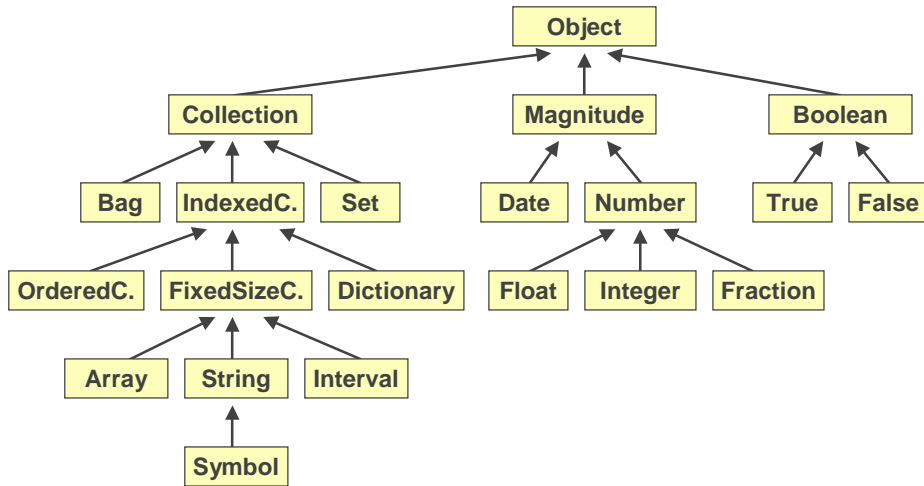 Object
Collection
Magnitude
Boolean
Bag
IndexedC.
Set
Date
Number
True
False
OrderedC.
FixedSizeC.
Dictionary
Float
Integer
Fraction
Array
String
Interval
Symbol